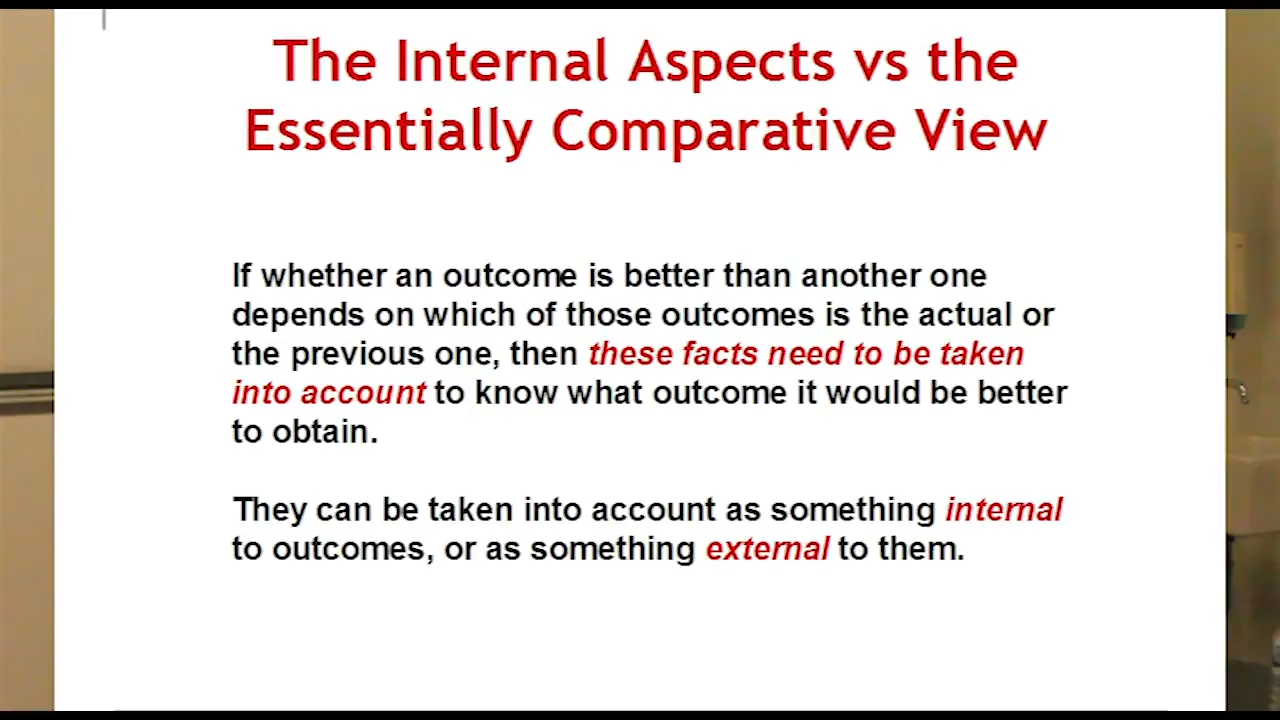 The Internal Aspects vs the
Essentially Comparative View
If whether an outcome is better than another one
depends on which of those outcomes is the actual or
the previous one, then these facts need to be taken
into account to know what outcome it would be better
to obtain.
They can be taken into account as something internal
to outcomes, or as something external to them.